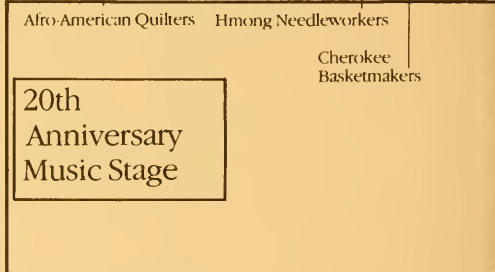 Afro-American Quilters Hmong Needleworkers
Cherokee
Basketmakers
20th
Anniversary
Music Stage